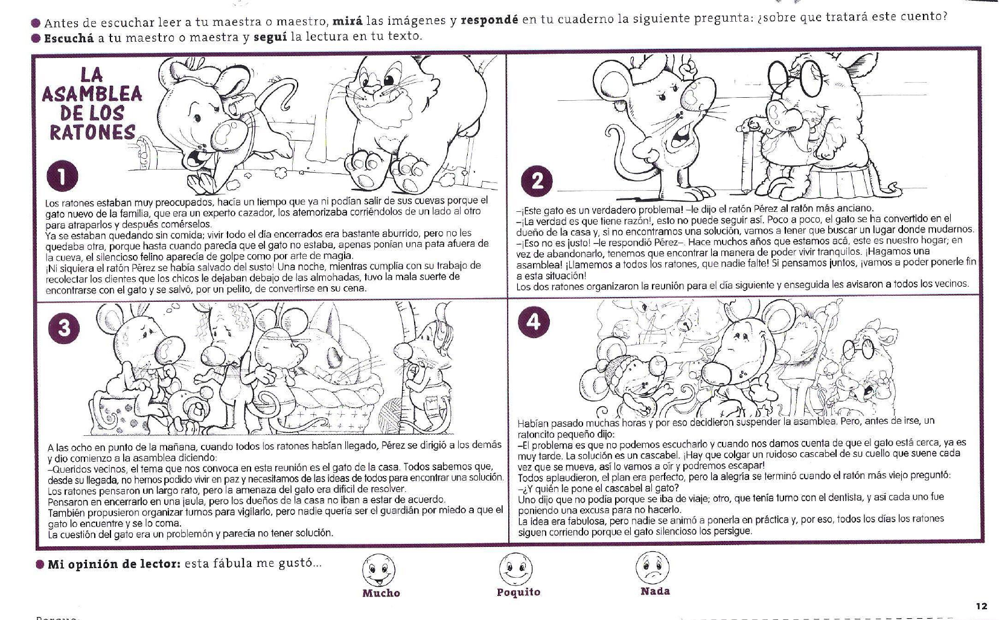 ● Antes de escuchar leer a tu maestra o maestro, mirá las imágenes y respondé en tu cuaderno la siguiente pregunta: ¿sobre que tratará este cuento?
● Escuchá a tu maestro o maestra y seguí la lectura en tu texto.
LA
ASAMBLEA
DE LOS
RATONES
1
Los ratones estaban muy preocupados, hacía un tiempo que ya ni podían salir de sus cuevas porque el
gato nuevo de la familia, que era un experto cazador, los atemorizaba corriéndolos de un lado al otro
para atraparlos y después comérselos.
Ya se estaban quedando sin comida; vivir todo el día encerrados era bastante aburrido, pero no les
quedaba otra, porque hasta cuando parecía que el gato no estaba, apenas ponían una pata afuera de
la cueva, el silencioso felino aparecía de golpe como por arte de magia.
¡Ni siquiera el ratón Pérez se había salvado del susto! Una noche, mientras cumplía con su trabajo de
recolectar los dientes que los chicos le dejaban debajo de las almohadas, tuvo la mala suerte de
encontrarse con el gato y se salvó, por un pelito, de convertirse en su cena.
2
–¡Este gato es un verdadero problema! –le dijo el ratón Pérez al ratón más anciano.
–¡La verdad es que tiene razón!, esto no puede seguir así. Poco a poco, el gato se ha convertido en el
dueño de la casa y, si no encontramos una solución, vamos a tener que buscar un lugar donde mudarnos.
–¡Eso no es justo! –le respondió Pérez–. Hace muchos años que estamos acá, este es nuestro hogar; en
vez de abandonarlo, tenemos que encontrar la manera de poder vivir tranquilos. ¡Hagamos una
asamblea! ¡Llamemos a todos los ratones, que nadie falte! Si pensamos juntos, ¡vamos a poder ponerle fin
a esta situación!
Los dos ratones organizaron la reunión para el día siguiente y enseguida les avisaron a todos los vecinos.
3
A las ocho en punto de la mañana, cuando todos los ratones habían llegado, Pérez se dirigió a los demás
y dio comienzo a la asamblea diciendo:
–Queridos vecinos, el tema que nos convoca en esta reunión es el gato de la casa. Todos sabemos que,
desde su llegada, no hemos podido vivir en paz y necesitamos de las ideas de todos para encontrar una solución.
Los ratones pensaron un largo rato, pero la amenaza del gato era difícil de resolver.
Pensaron en encerrarlo en una jaula, pero los dueños de la casa no iban a estar de acuerdo.
También propusieron organizar turnos para vigilarlo, pero nadie quería ser el guardián por miedo a que el
gato lo encuentre y se lo coma.
La cuestión del gato era un problemón y parecía no tener solución.
4
Habían pasado muchas horas y por eso decidieron suspender la asamblea. Pero, antes de irse, un
ratoncito pequeño dijo:
–El problema es que no podemos escucharlo y cuando nos damos cuenta de que el gato está cerca, ya es
muy tarde. La solución es un cascabel. ¡Hay que colgar un ruidoso cascabel de su cuello que suene cada
vez que se mueva, así lo vamos a oír y podremos escapar!
Todos aplaudieron, el plan era perfecto, pero la alegría se terminó cuando el ratón más viejo preguntó:
–¿Y quién le pone el cascabel al gato?
Uno dijo que no podía porque se iba de viaje; otro, que tenía turno con el dentista, y así cada uno fue
poniendo una excusa para no hacerlo.
La idea era fabulosa, pero nadie se animó a ponerla en práctica y, por eso, todos los días los ratones
siguen corriendo porque el gato silencioso los persigue.
● Mi opinión de lector: esta fábula me gustó...
Mucho
Poquito
Nada
12